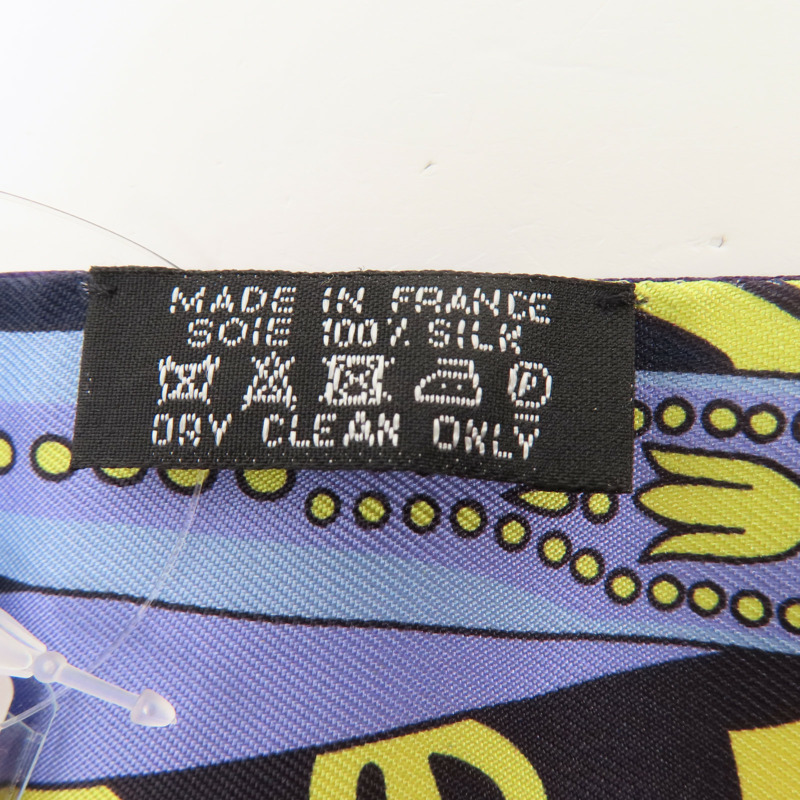 MADE IN FRANCE
SOIE 100% SILK
P
DRY CLEAN ONLY